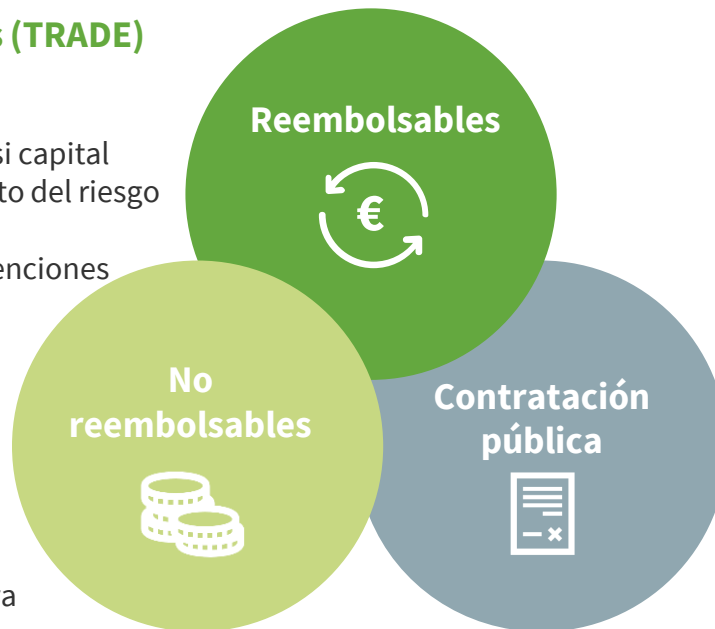 s (TRADE)
Reembolsables
si capital
to del riesgo
€
enciones
No
reembolsables
Contratación
pública
a